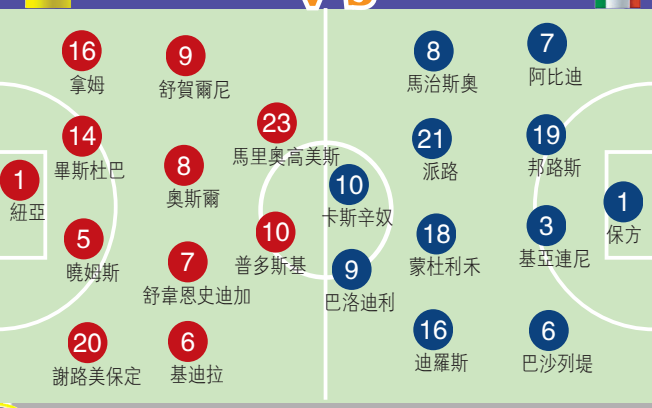 VS
16
拿姆
9
舒賀爾尼
14
畢斯杜巴
23
馬里奧高美斯
1
紐亞
8
奧斯爾
5
曉姆斯
10
普多斯基
7
舒韋恩史迪加
20
謝路美保定
6
基迪拉
8
馬治斯奧
7
阿比迪
21
派路
19
邦路斯
10
卡斯辛奴
1
保方
18
蒙杜利禾
3
基亞連尼
9
巴洛迪利
16
迪羅斯
6
巴沙列堤